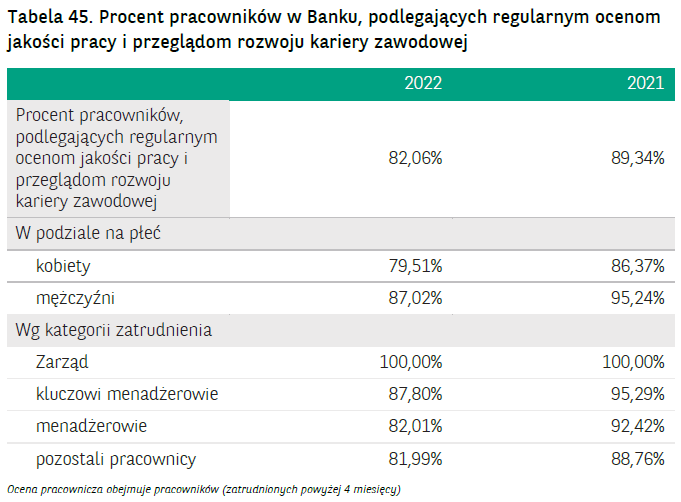 Tabela 45. Procent pracowników w Banku, podlegających regularnym ocenom
jakości pracy i przeglądom rozwoju kariery zawodowej
2022 2021
Procent pracowników,
podlegających regularnym
ocenom jakości pracy i
przeglądom rozwoju
kariery zawodowej
82,06% 89,34%
W podziale na płeć
kobiety 79,51% 86,37%
mężczyźni 87,02% 95,24%
Wg kategorii zatrudnienia
Zarząd 100,00% 100,00%
kluczowi menadżerowie 87,80% 95,29%
menadżerowie 82,01% 92,42%
pozostali pracownicy 81,99% 88,76%
Ocena pracownicza obejmuje pracowników (zatrudnionych powyżej 4 miesięcy)